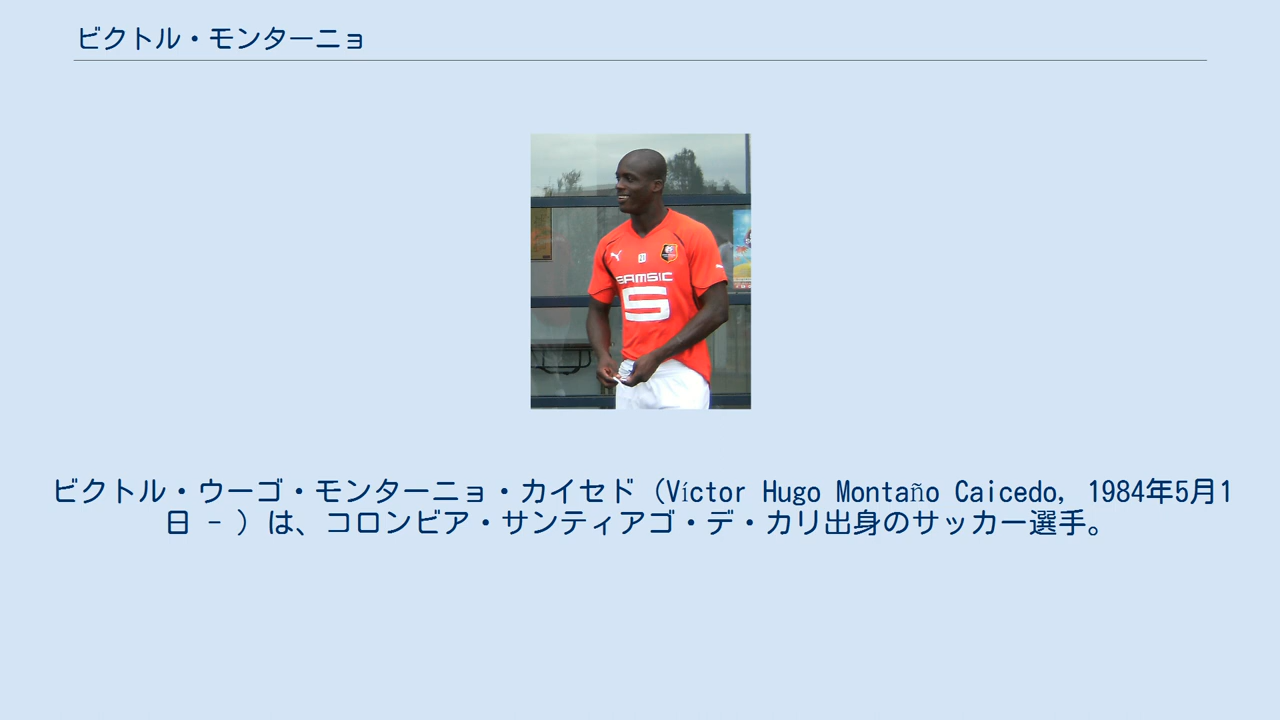 ビクトル・モンターニョ
SAMSIC
ビクトル・ウーゴ・モンターニョ・カイセド（Víctor Hugo Montaño Caicedo, 1984年5月1
日 - ）は、コロンビア・サンティアゴ・デ・カリ出身のサッカー選手。